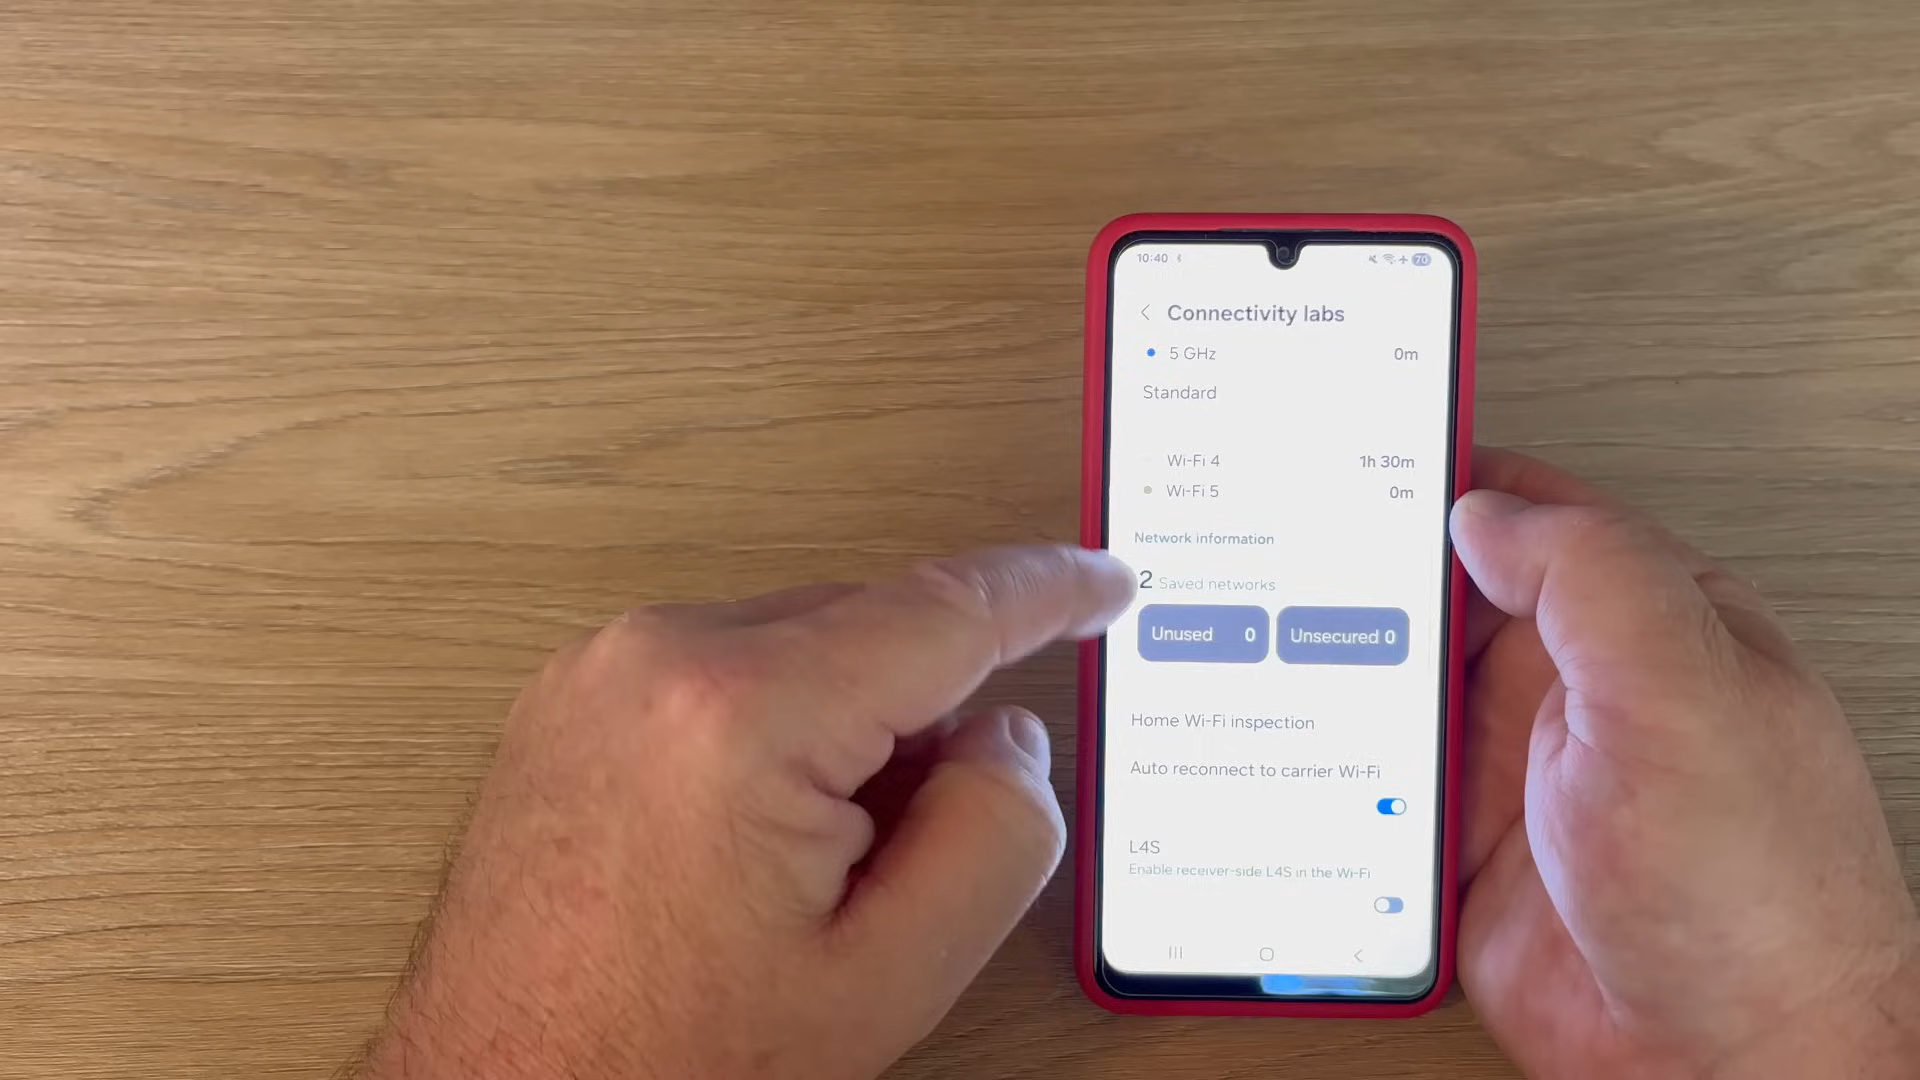 10:40
70
Connectivity labs
5 GHz 0m
Standard
Wi-Fi 4 1h 30m
Wi-Fi 5 0m
Network information
2 Saved networks
Unused 0 Unsecured 0
Home Wi-Fi inspection
Auto reconnect to carrier Wi-Fi
L4S
Enable receiver-side L4S in the Wi-Fi